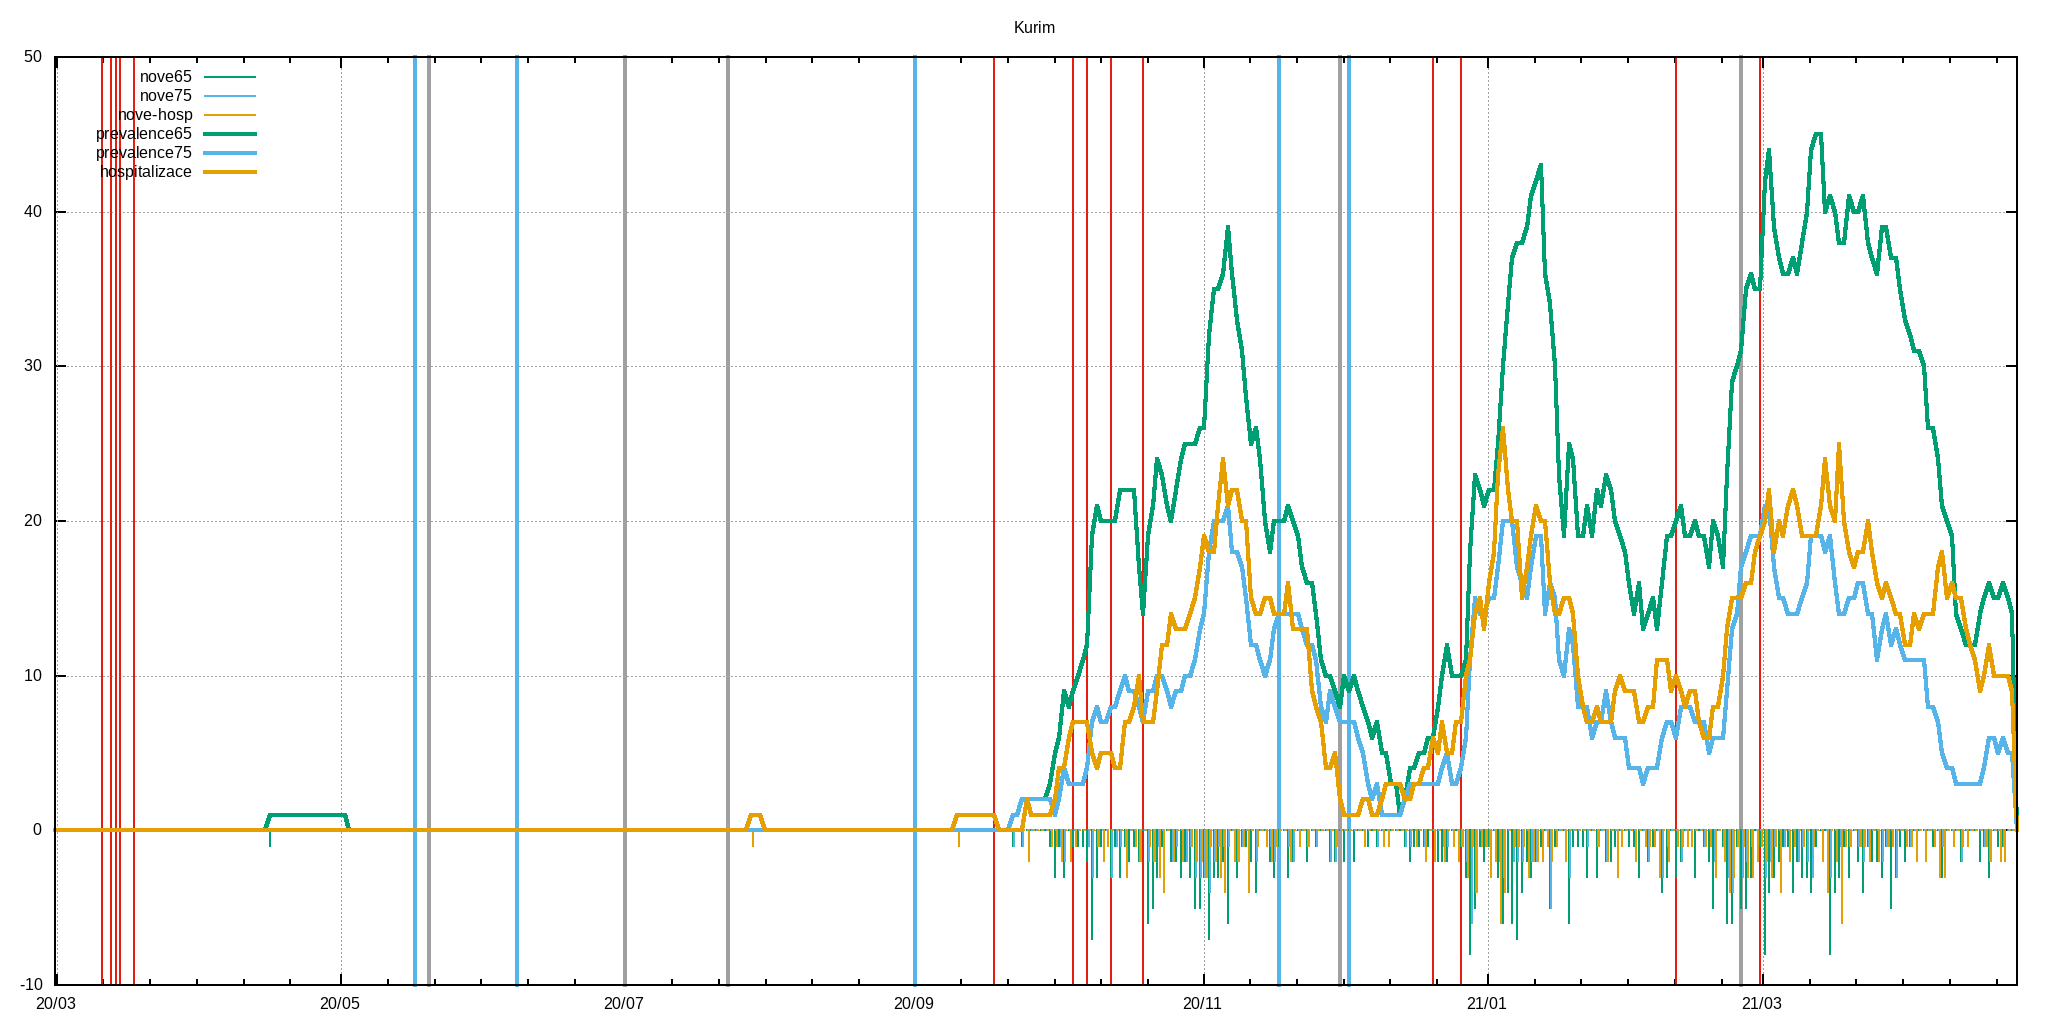 Kurim
50
nove65
nove75
nove-hosp
prevalence65
prevalence75
hospitalizace
40
30
20
10
0
-10
20/03 20/05 20/07 20/09 20/11 21/01 21/03